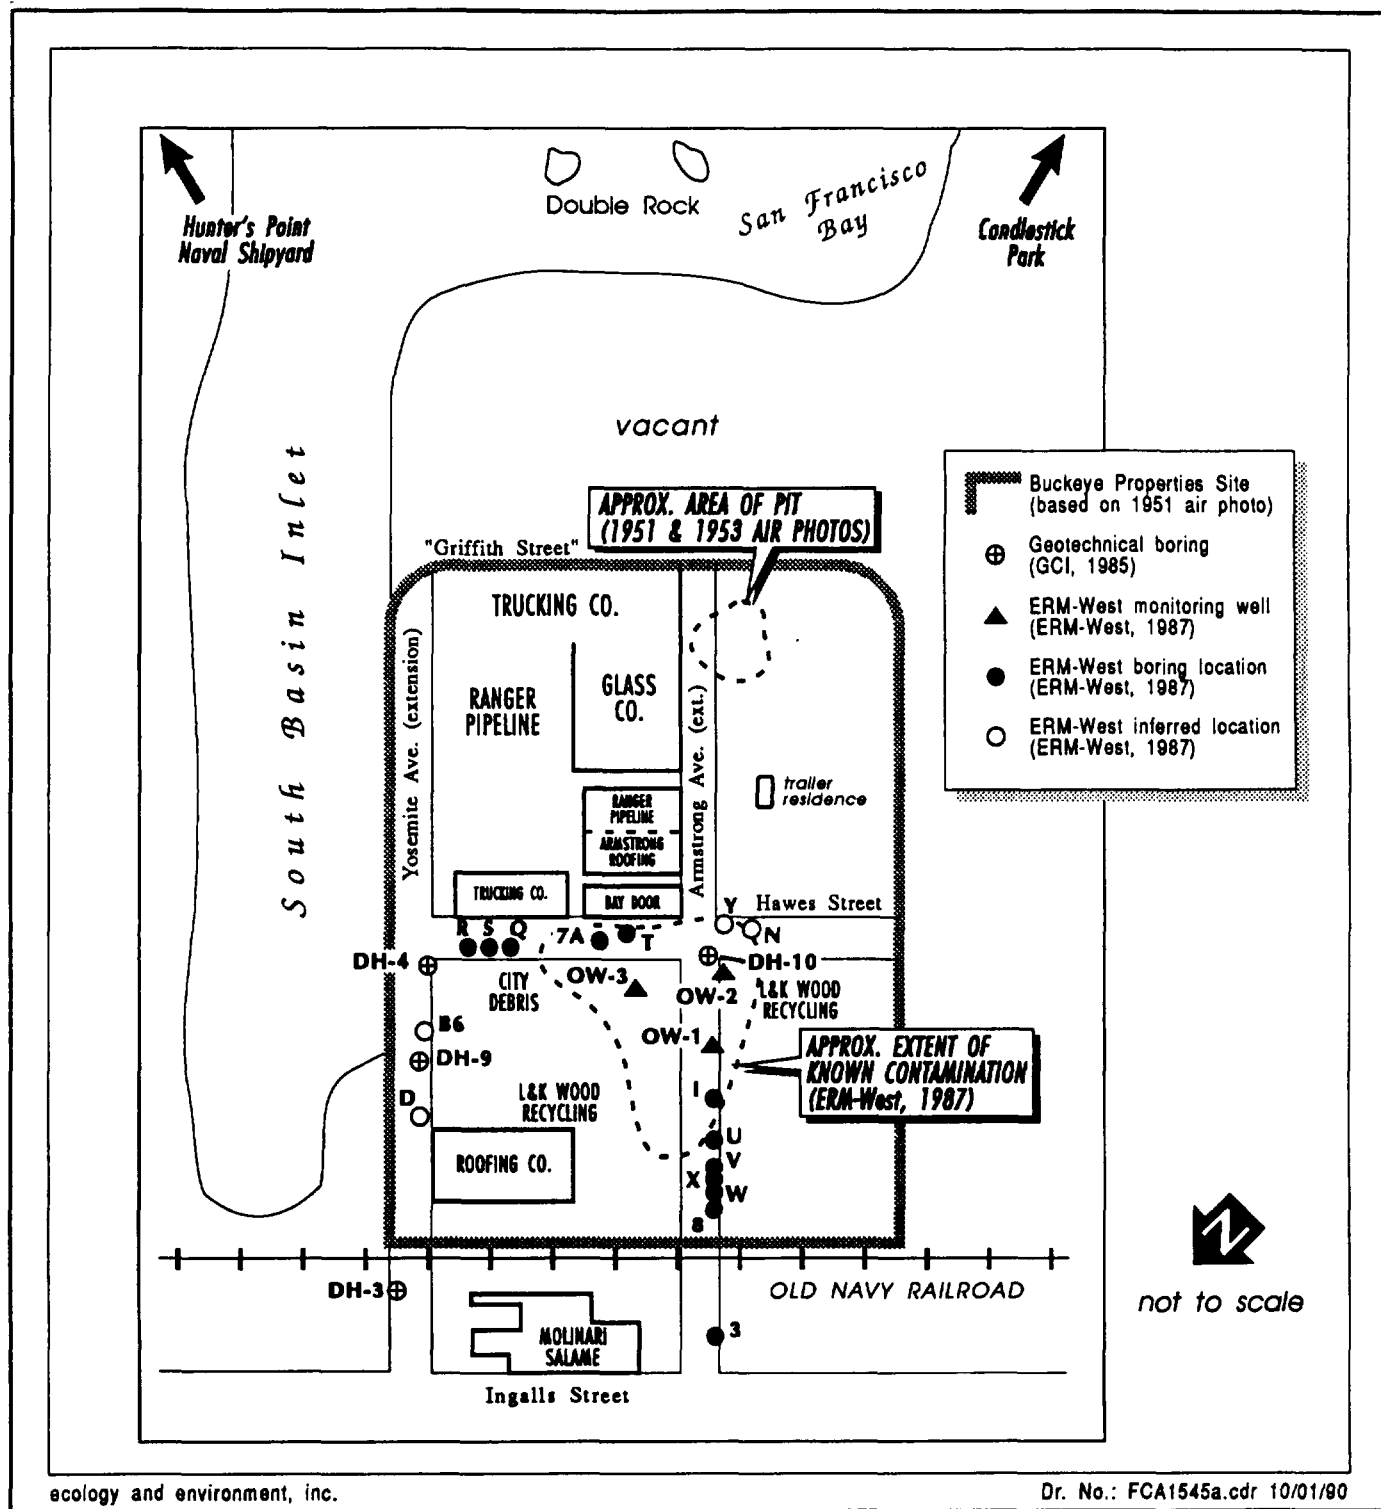 Hunter's Point
Naval Shipyard
Double Rock
San Francisco
Bay
Candlestick
Park
South Basin Inlet
vacant
APPROX. AREA OF PIT
(1951 & 1953 AIR PHOTOS)
Buckeye Properties Site
(based on 1951 air photo)
Geotechnical boring
(GCI, 1985)
ERM-West monitoring well
(ERM-West, 1987)
ERM-West boring location
(ERM-West, 1987)
ERM-West inferred location
(ERM-West, 1987)
"Griffith Street"
TRUCKING CO.
Yosemite Ave. (extension)
RANGER
PIPELINE
GLASS
CO.
Armstrong Ave. (ext.)
trailer
residence
RANGER
PIPELINE
ARMSTRONG
ROOFING
TRUCKING CO.
BAY DOOR
Hawes Street
R S Q
7A
T
Y
N
DH-4
CITY
DEBRIS
OW-3
DH-10
OW-2
L&K WOOD
RECYCLING
B6
DH-9
OW-1
APPROX. EXTENT OF
KNOWN CONTAMINATION
(ERM-West, 1987)
D
L&K WOOD
RECYCLING
I
U
V
X
W
8
ROOFING CO.
DH-3
OLD NAVY RAILROAD
MOLINARI
SALAME
3
Ingalls Street
N
not to scale
ecology and environment, inc.
Dr. No.: FCA1545a.cdr 10/01/90